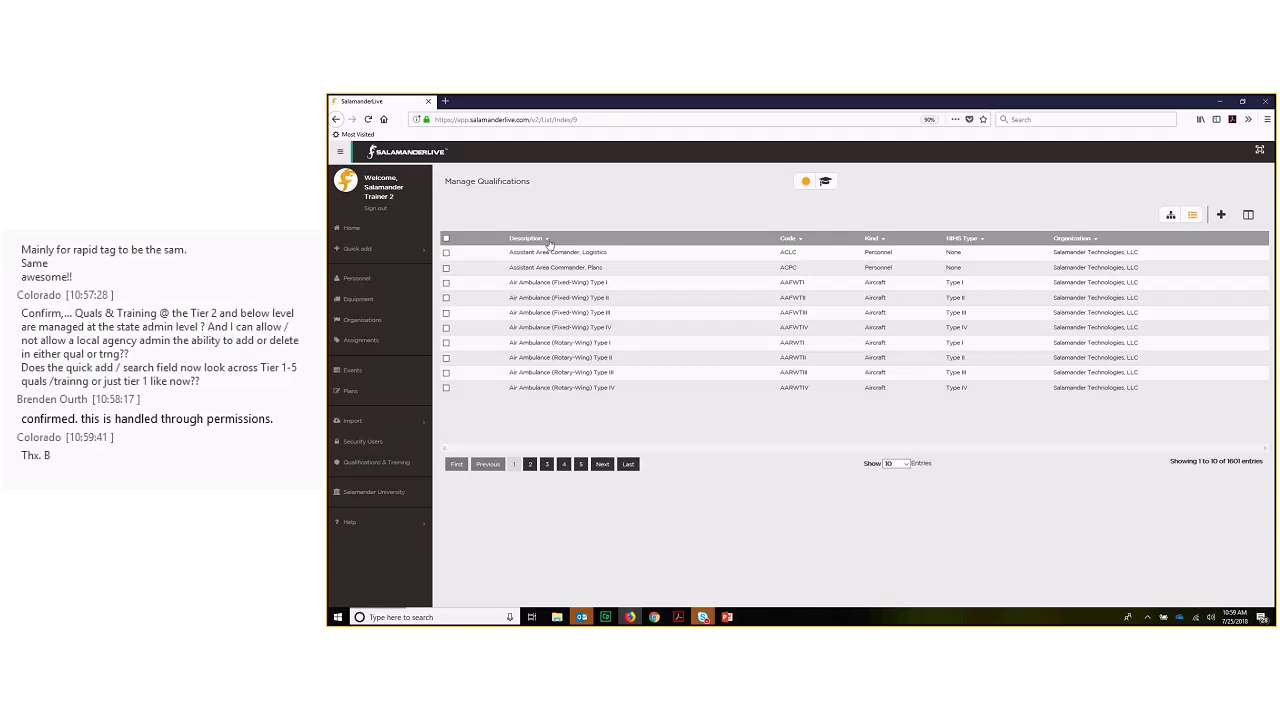 Mainly for rapid tag to be the sam.
Same
awesome!!
Colorado [10:57:28 ]
Confirm,... Quals & Training @ the Tier 2 and below level
are managed at the state admin level ? And I can allow /
not allow a local agency admin the ability to add or delete
in either qual or trng??
Does the quick add / search field now look across Tier 1-5
quals /trainng or just tier 1 like now??
Brenden Ourth [10:58:17 ]
confirmed. this is handled through permissions.
Colorado [10:59:41 ]
Thx. B
SalamanderLive
https://app.salamanderlive.com/v2/List/Index/9
90%
Search
Most Visited
SALAMANDERLIVE
Welcome,
Salamander
Trainer 2
Sign out
Home
Quick add
Personnel
Equipment
Organizations
Assignments
Events
Plans
Import
Security Users
Qualifications & Training
Salamander University
Help
Manage Qualifications
Description Code Kind NIMS Type Organization
Assistant Area Comander, Logistics ACLC Personnel None Salamander Technologies, LLC
Assistant Area Commander, Plans ACPC Personnel None Salamander Technologies, LLC
Air Ambulance (Fixed-Wing) Type I AAFWTI Aircraft Type I Salamander Technologies, LLC
Air Ambulance (Fixed-Wing) Type II AAFWTII Aircraft Type II Salamander Technologies, LLC
Air Ambulance (Fixed-Wing) Type III AAFWTIII Aircraft Type III Salamander Technologies, LLC
Air Ambulance (Fixed-Wing) Type IV AAFWTIV Aircraft Type IV Salamander Technologies, LLC
Air Ambulance (Rotary-Wing) Type I AARWTI Aircraft Type I Salamander Technologies, LLC
Air Ambulance (Rotary-Wing) Type II AARWTII Aircraft Type II Salamander Technologies, LLC
Air Ambulance (Rotary-Wing) Type III AARWTIII Aircraft Type III Salamander Technologies, LLC
Air Ambulance (Rotary-Wing) Type IV AARWTIV Aircraft Type IV Salamander Technologies, LLC
First Previous 1 2 3 4 5 Next Last
Show 10 Entries
Showing 1 to 10 of 1601 entries
Type here to search
10:59 AM
7/25/2018